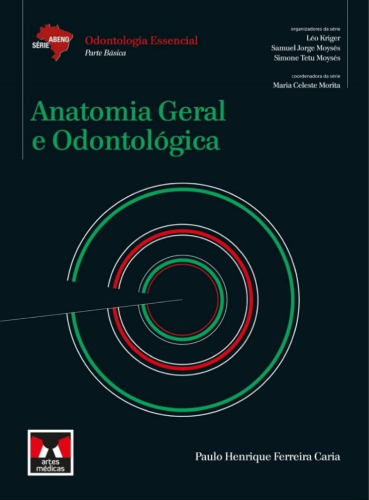 SÉRIE ABENO
Odontologia Essencial
Parte Básica
organizadores da série
Léo Kriger
Samuel Jorge Moysés
Simone Tetu Moysés
coordenadora da série
Maria Celeste Morita
Anatomia Geral
e Odontológica
Paulo Henrique Ferreira Caria
artes
médicas